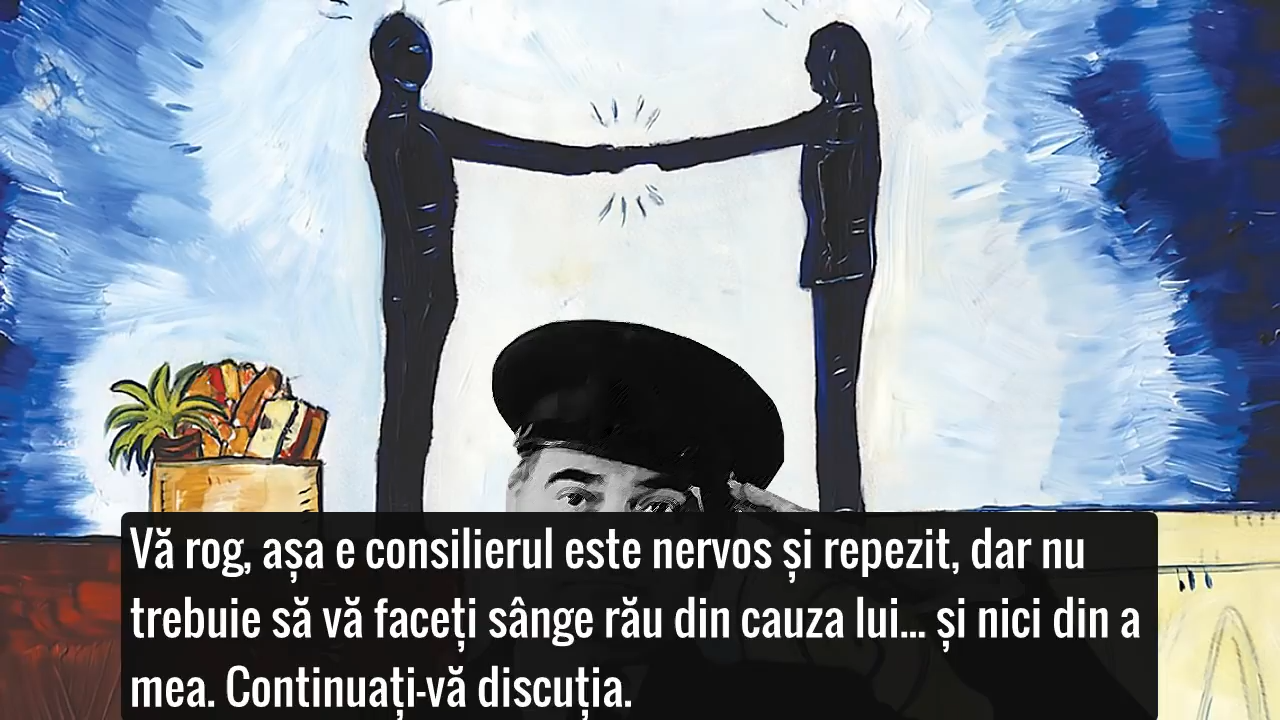 Vă rog, așa e consilierul este nervos și repezit, dar nu
trebuie să vă faceți sânge rău din cauza lui... și nici din a
mea. Continuați-vă discuția.